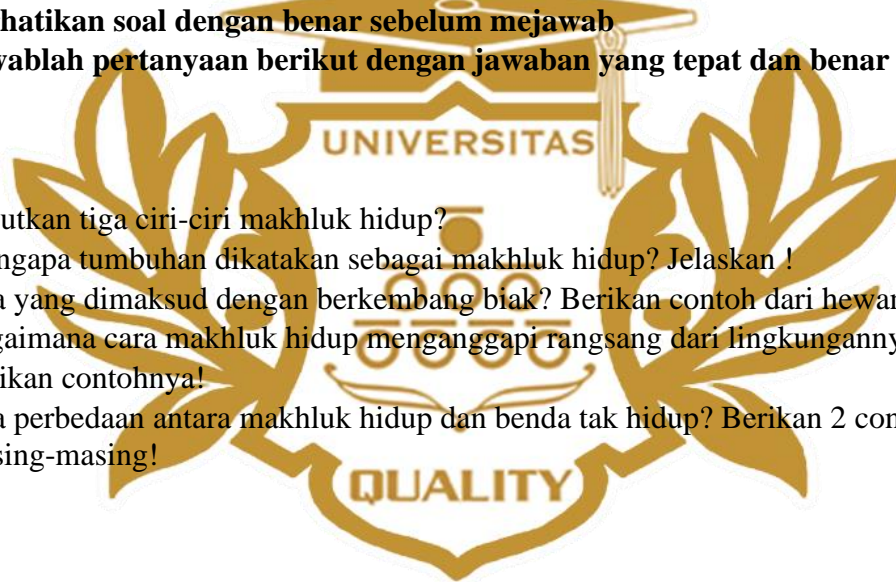 hatikan soal dengan benar sebelum mejawab
yablah pertanyaan berikut dengan jawaban yang tepat dan benar
UNIVERSITAS
utkan tiga ciri-ciri makhluk hidup?
ngapa tumbuhan dikatakan sebagai makhluk hidup? Jelaskan !
a yang dimaksud dengan berkembang biak? Berikan contoh dari hewan
gaimana cara makhluk hidup menganggapi rangsang dari lingkunganny
ikan contohnya!
a perbedaan antara makhluk hidup dan benda tak hidup? Berikan 2 con
sing-masing!
QUALITY